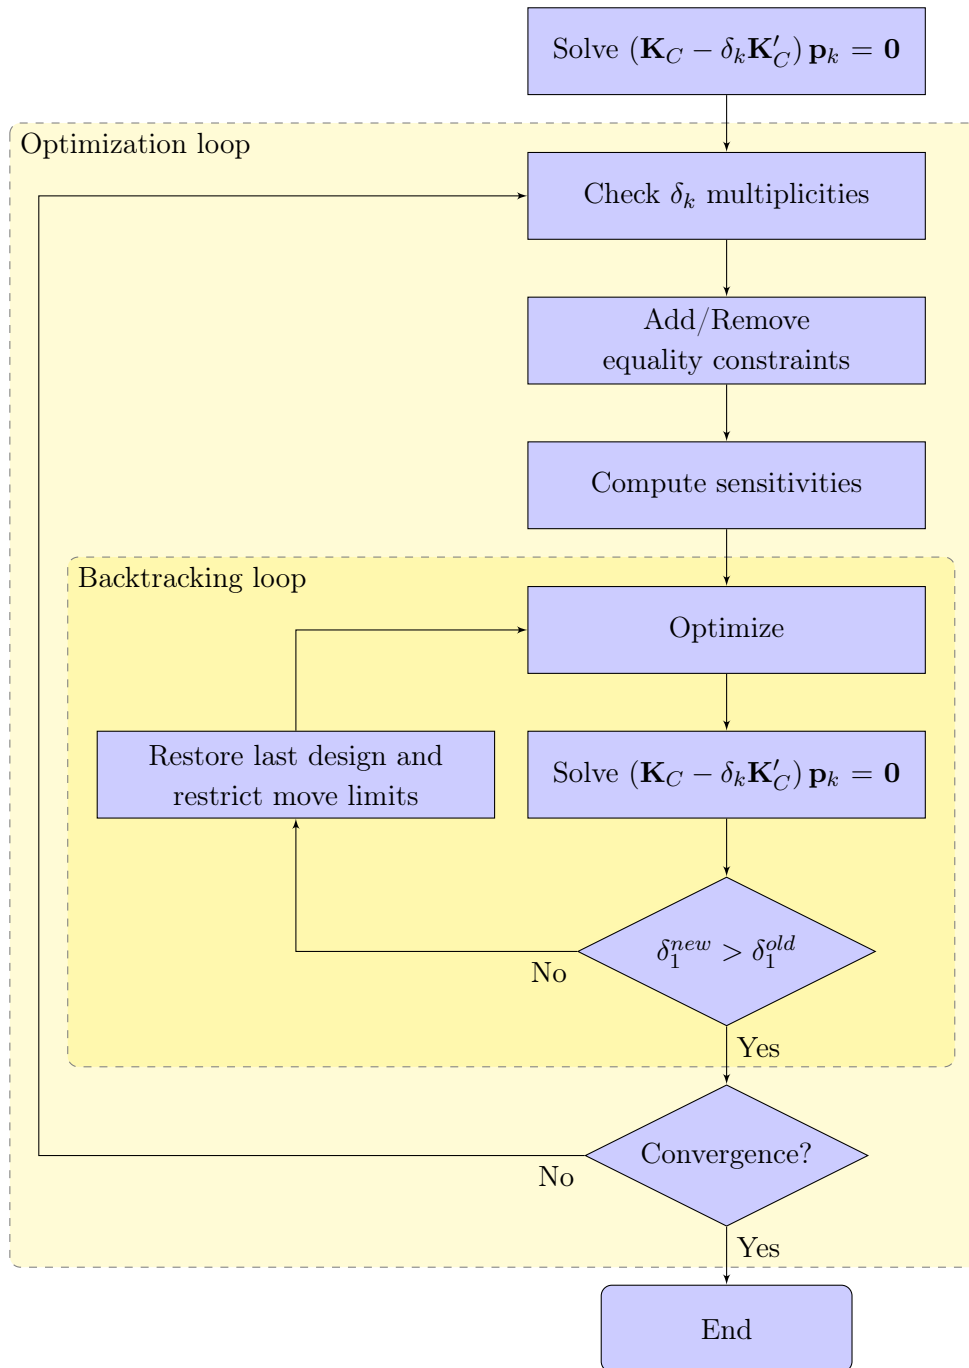 Solve (𝐊_C − δ_k𝐊′_C) 𝐩_k = 𝟎
Optimization loop
Check δ_k multiplicities
Add/Remove
equality constraints
Compute sensitivities
Backtracking loop
Optimize
Restore last design and
restrict move limits
Solve (𝐊_C − δ_k𝐊′_C) 𝐩_k = 𝟎
δ_1^{new} > δ_1^{old}
No
Yes
Convergence?
No
Yes
End